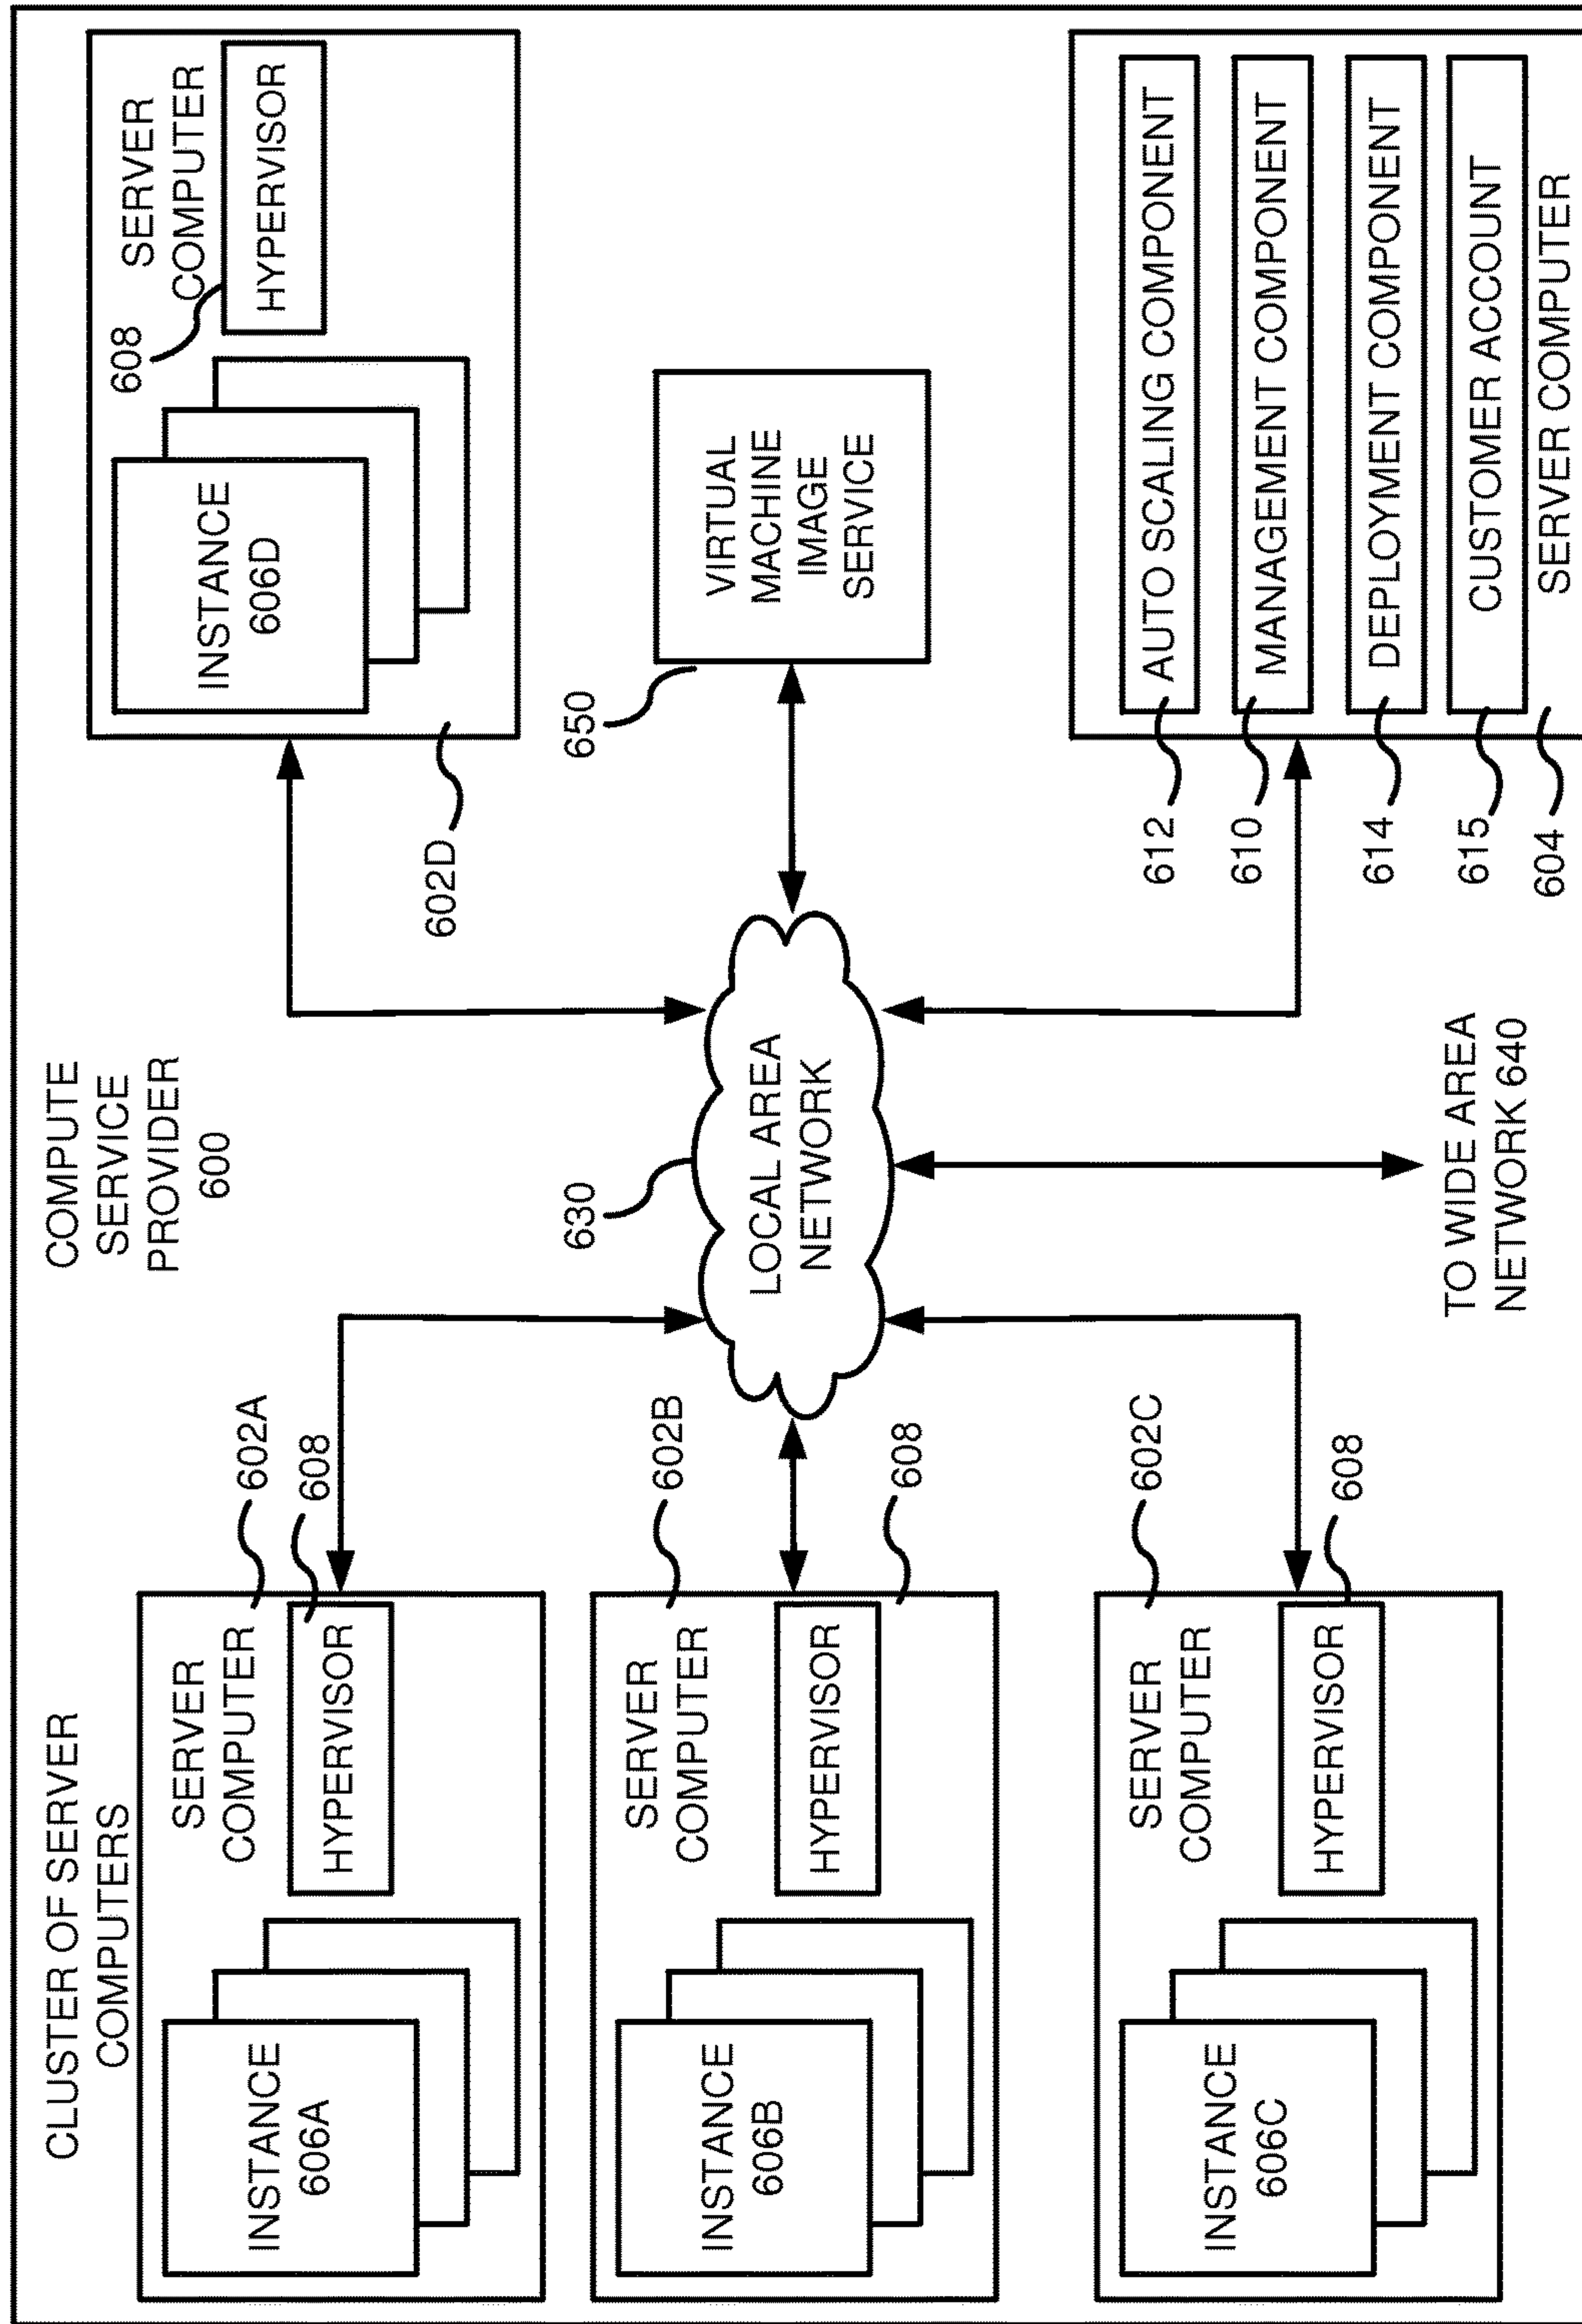 CLUSTER OF SERVER
COMPUTERS
COMPUTE
SERVICE
PROVIDER
600
SERVER
COMPUTER
602A
HYPERVISOR
608
INSTANCE
606A
SERVER
COMPUTER
602B
HYPERVISOR
608
INSTANCE
606B
SERVER
COMPUTER
602C
HYPERVISOR
608
INSTANCE
606C
630
LOCAL AREA
NETWORK
TO WIDE AREA
NETWORK 640
SERVER
COMPUTER
608
HYPERVISOR
INSTANCE
606D
602D
650
VIRTUAL
MACHINE
IMAGE
SERVICE
612
AUTO SCALING COMPONENT
610
MANAGEMENT COMPONENT
614
DEPLOYMENT COMPONENT
615
CUSTOMER ACCOUNT
604
SERVER COMPUTER